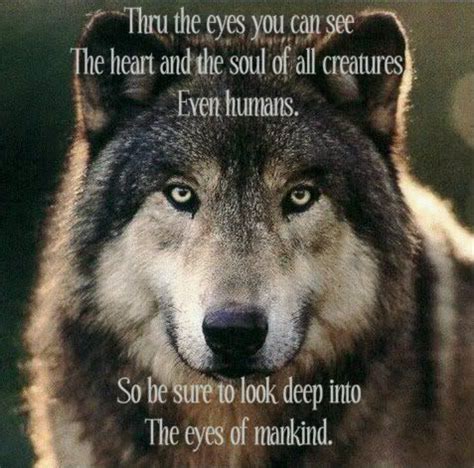 Thru the eyes you can see
The heart and the soul of all creatures
Even humans.
So be sure to look deep into
The eyes of mankind.